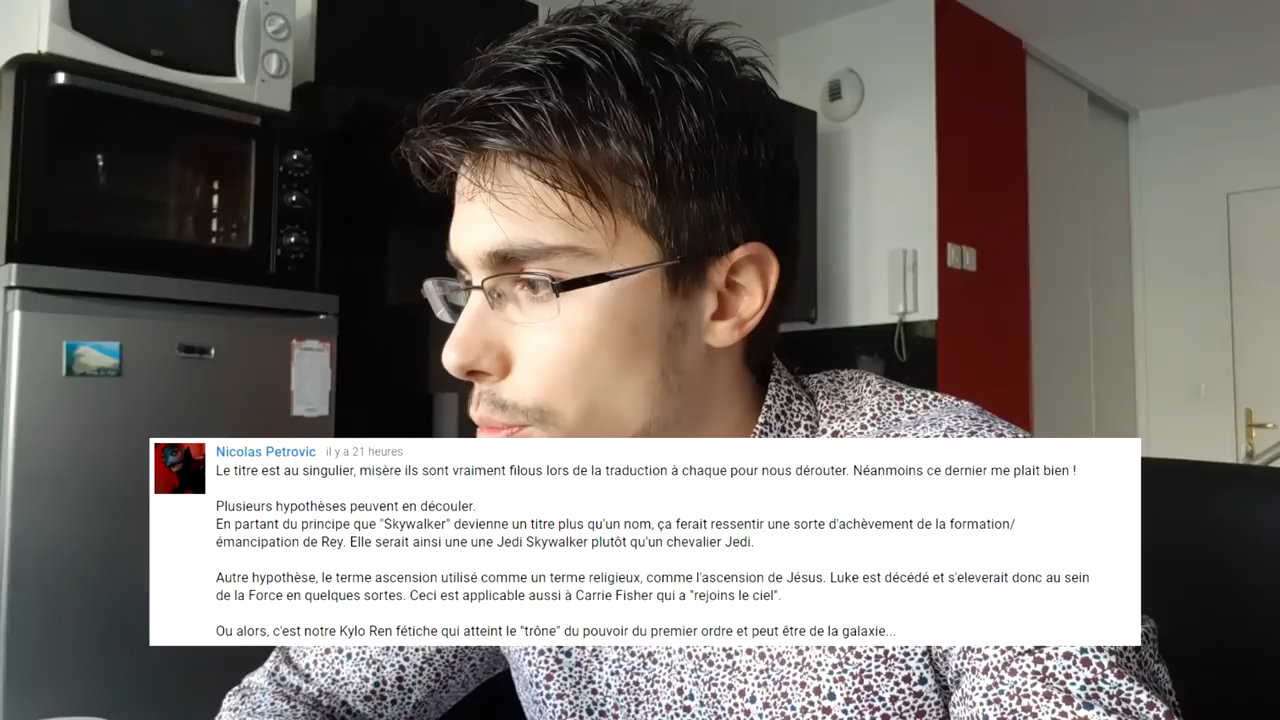 Nicolas Petrovic il y a 21 heures
Le titre est au singulier, misère ils sont vraiment filous lors de la traduction à chaque pour nous dérouter. Néanmoins ce dernier me plait bien !
Plusieurs hypothèses peuvent en découler.
En partant du principe que "Skywalker" devienne un titre plus qu'un nom, ça ferait ressentir une sorte d'achèvement de la formation/
émancipation de Rey. Elle serait ainsi une une Jedi Skywalker plutôt qu'un chevalier Jedi.
Autre hypothèse, le terme ascension utilisé comme un terme religieux, comme l'ascension de Jésus. Luke est décédé et s'eleverait donc au sein
de la Force en quelques sortes. Ceci est applicable aussi à Carrie Fisher qui a "rejoins le ciel".
Ou alors, c'est notre Kylo Ren fétiche qui atteint le "trône" du pouvoir du premier ordre et peut être de la galaxie...